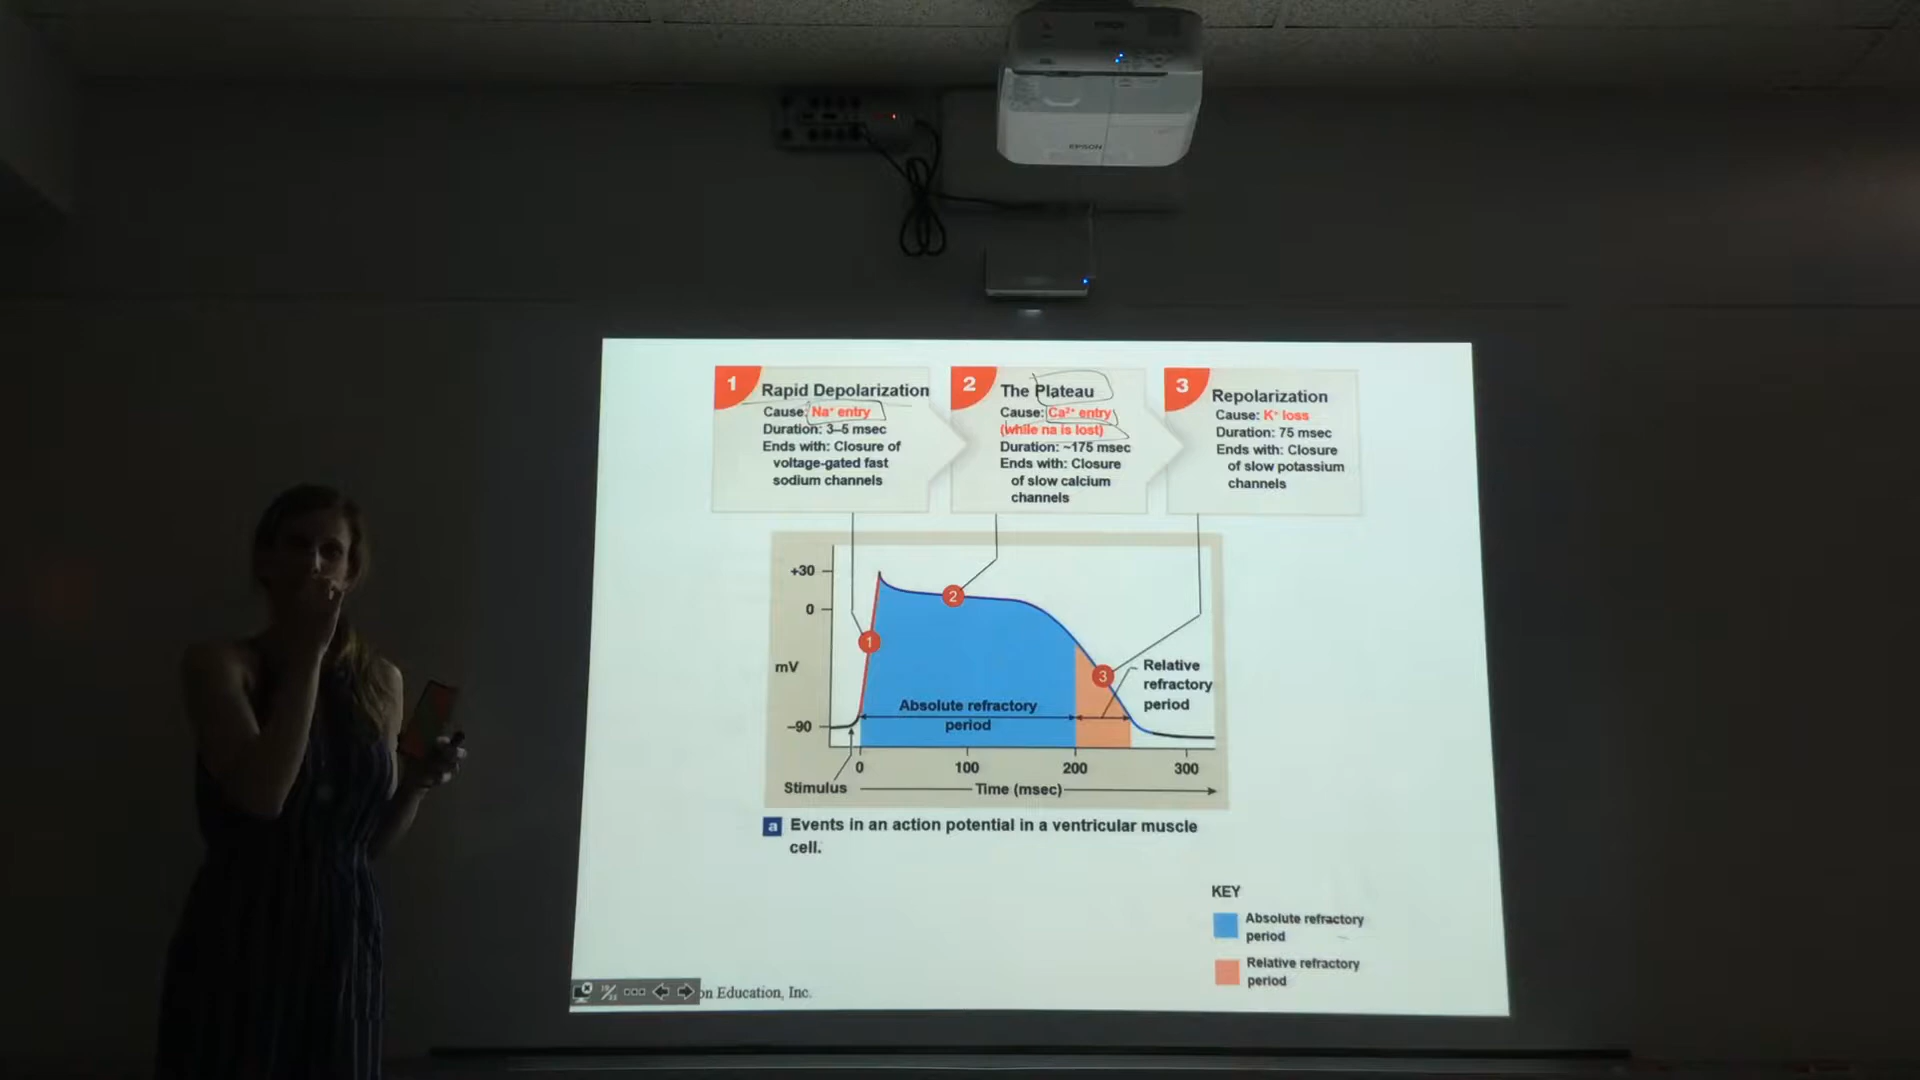 EPSON
1 Rapid Depolarization
Cause: Na⁺ entry
Duration: 3–5 msec
Ends with: Closure of
voltage-gated fast
sodium channels
2 The Plateau
Cause: Ca²⁺ entry
(while na is lost)
Duration: ~175 msec
Ends with: Closure
of slow calcium
channels
3 Repolarization
Cause: K⁺ loss
Duration: 75 msec
Ends with: Closure
of slow potassium
channels
+30
0
mV
–90
1
2
3
Absolute refractory
period
Relative
refractory
period
0 100 200 300
Stimulus
Time (msec)
a Events in an action potential in a ventricular muscle
cell.
KEY
Absolute refractory
period
Relative refractory
period
on Education, Inc.